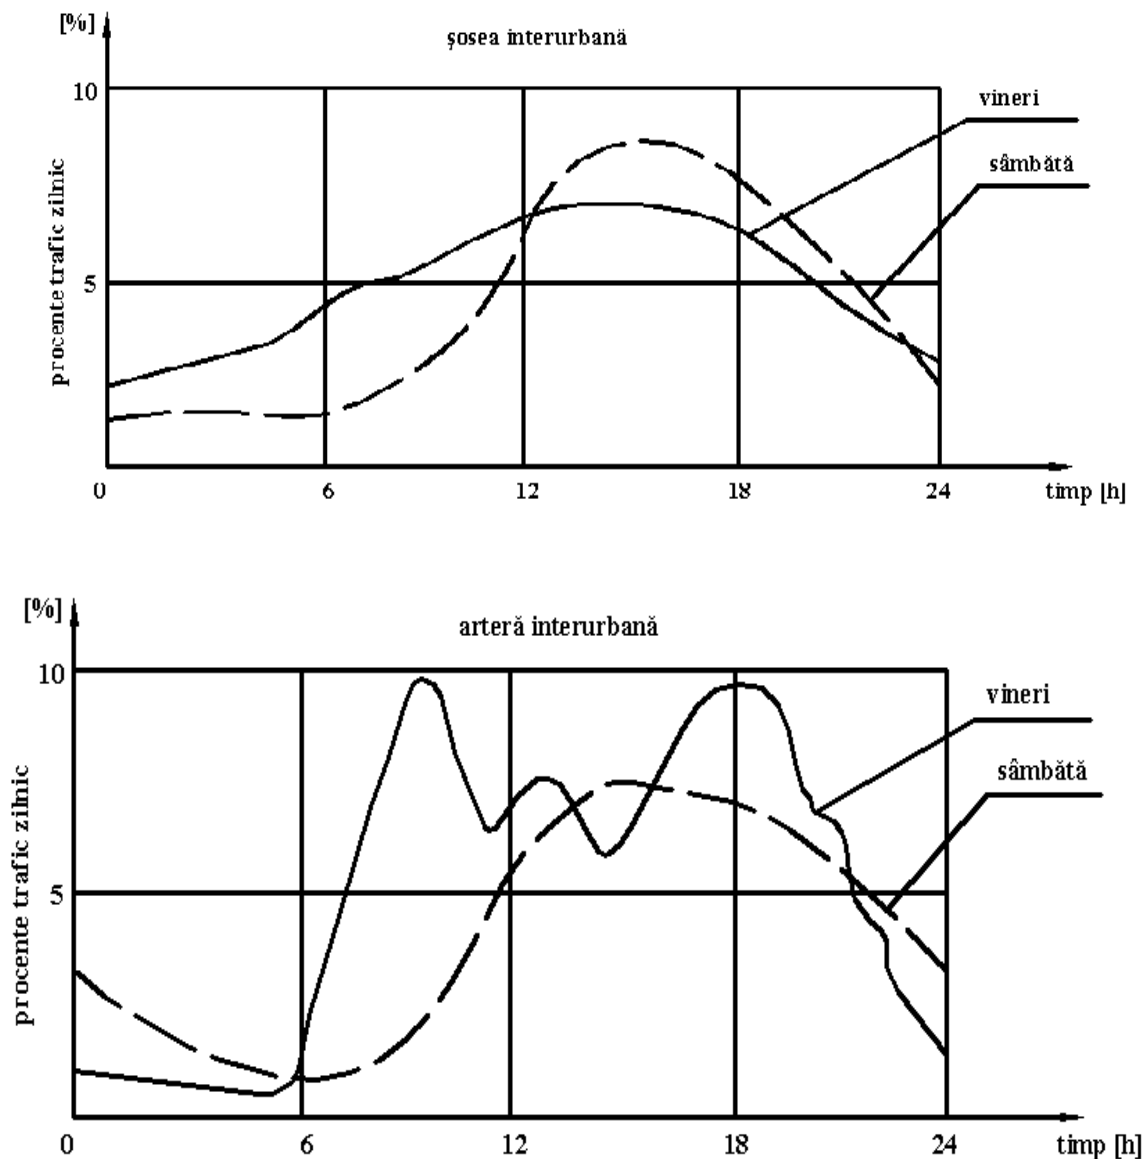 [%]
şosea interurbană
10
vineri
sâmbătă
procente trafic zilnic
5
0
6
12
18
24
timp [h]
[%]
arteră interurbană
10
vineri
sâmbătă
procente trafic zilnic
5
0
6
12
18
24
timp [h]